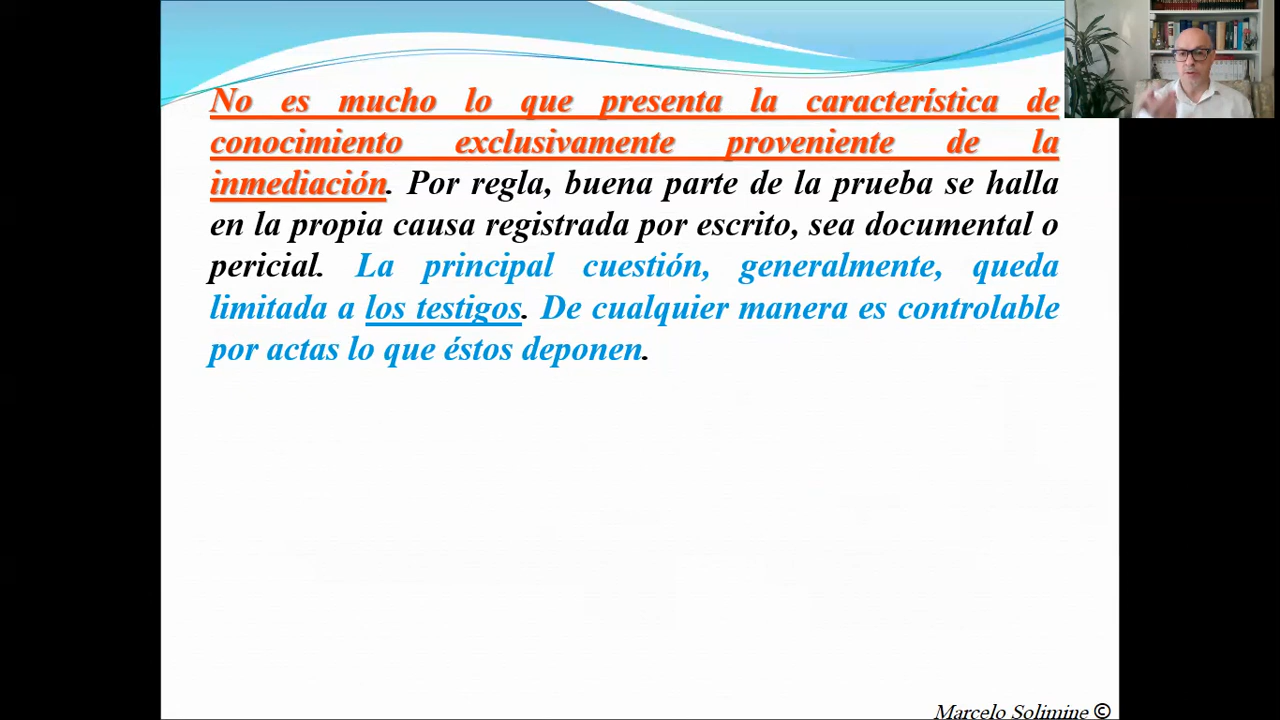 No es mucho lo que presenta la característica de
conocimiento exclusivamente proveniente de la
inmediación. Por regla, buena parte de la prueba se halla
en la propia causa registrada por escrito, sea documental o
pericial. La principal cuestión, generalmente, queda
limitada a los testigos. De cualquier manera es controlable
por actas lo que éstos deponen.
Marcelo Solimine ©